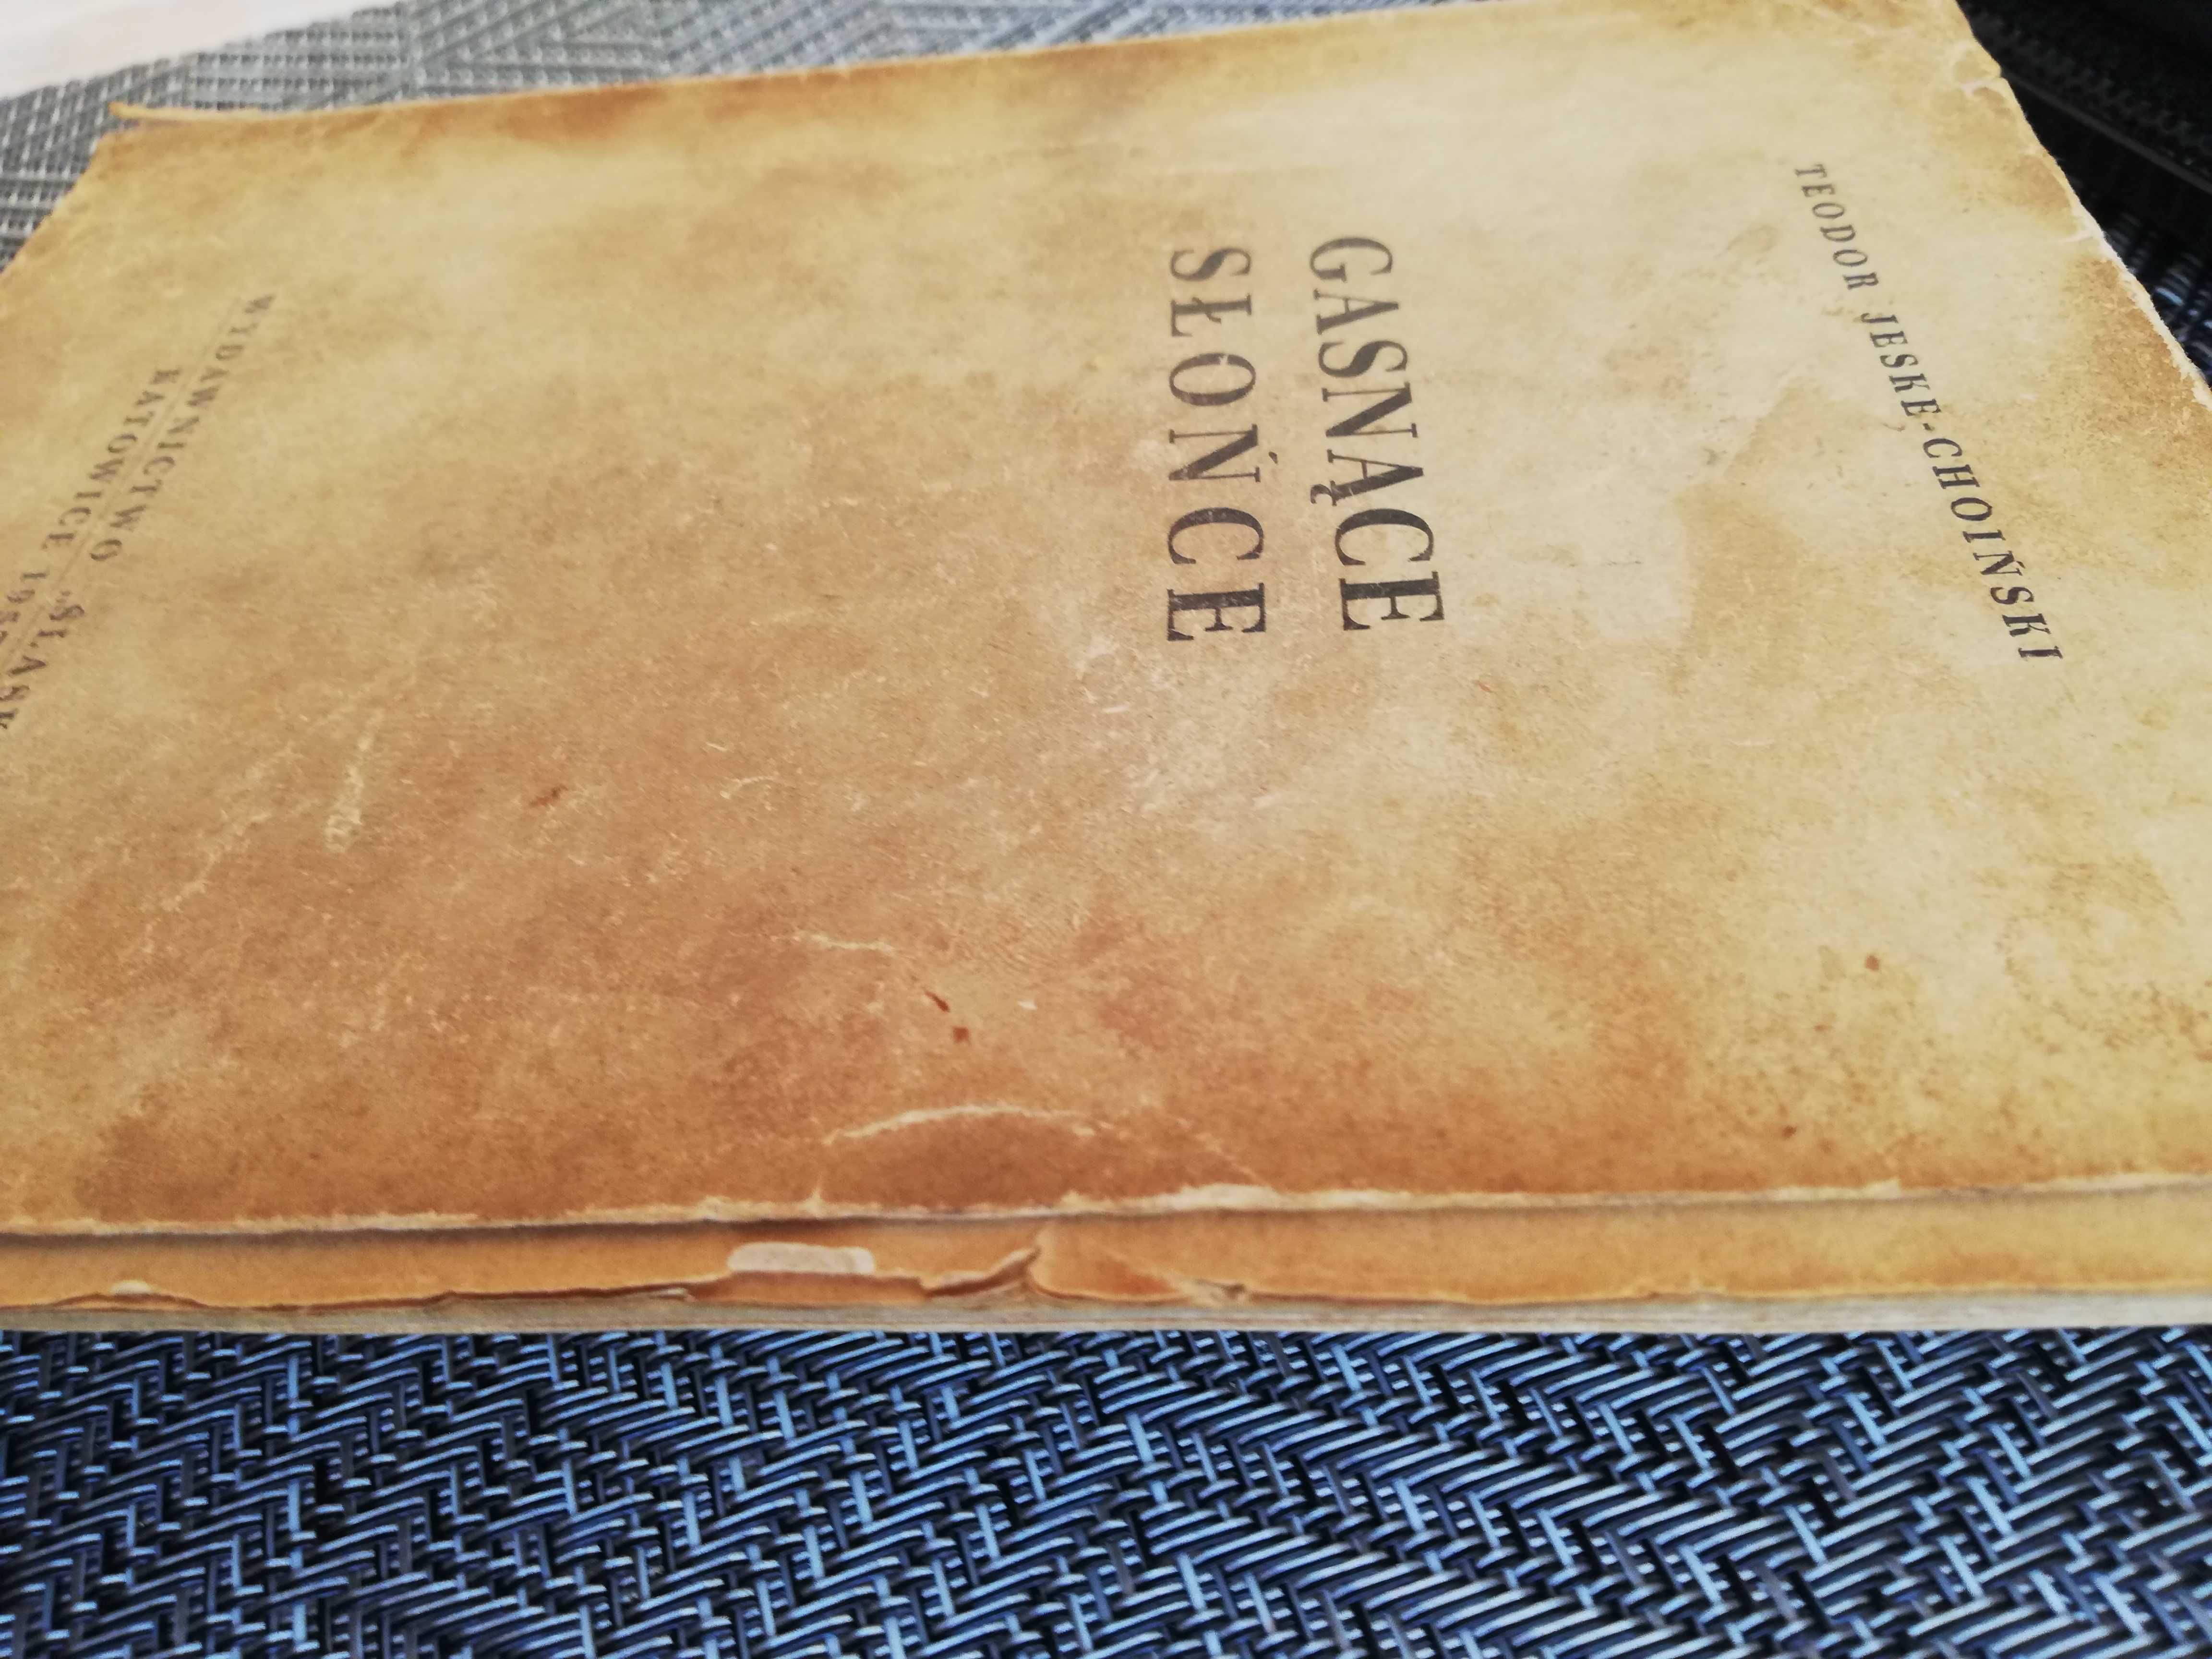 TEODOR JESKE-CHOIŃSKI
GASNĄCE
SŁOŃCE
WYDAWNICTWO „ŚLĄSK
KATOWICE